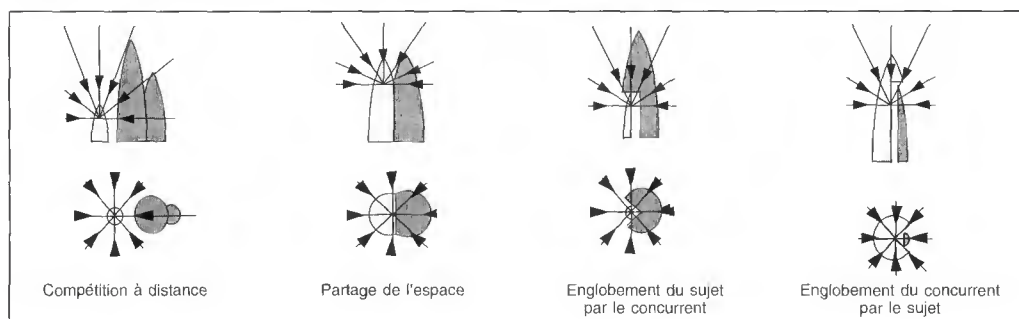 Compétition à distance
Partage de l'espace
Englobement du sujet
par le concurrent
Englobement du concurrent
par le sujet